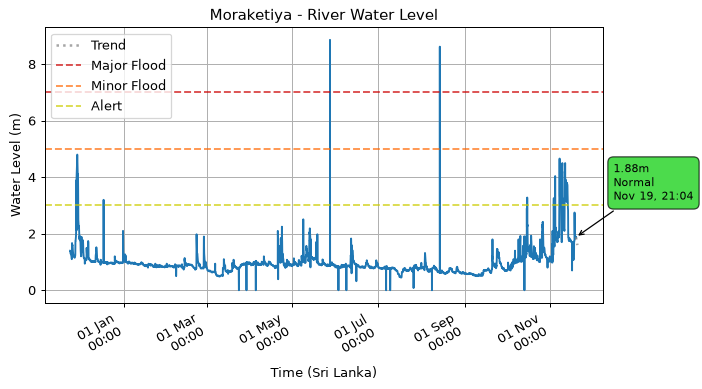 Moraketiya - River Water Level
Trend
Major Flood
Minor Flood
Alert
Water Level (m)
8
6
4
2
0
1.88m
Normal
Nov 19, 21:04
01 Jan
00:00
01 Mar
00:00
01 May
00:00
01 Jul
00:00
01 Sep
00:00
01 Nov
00:00
Time (Sri Lanka)